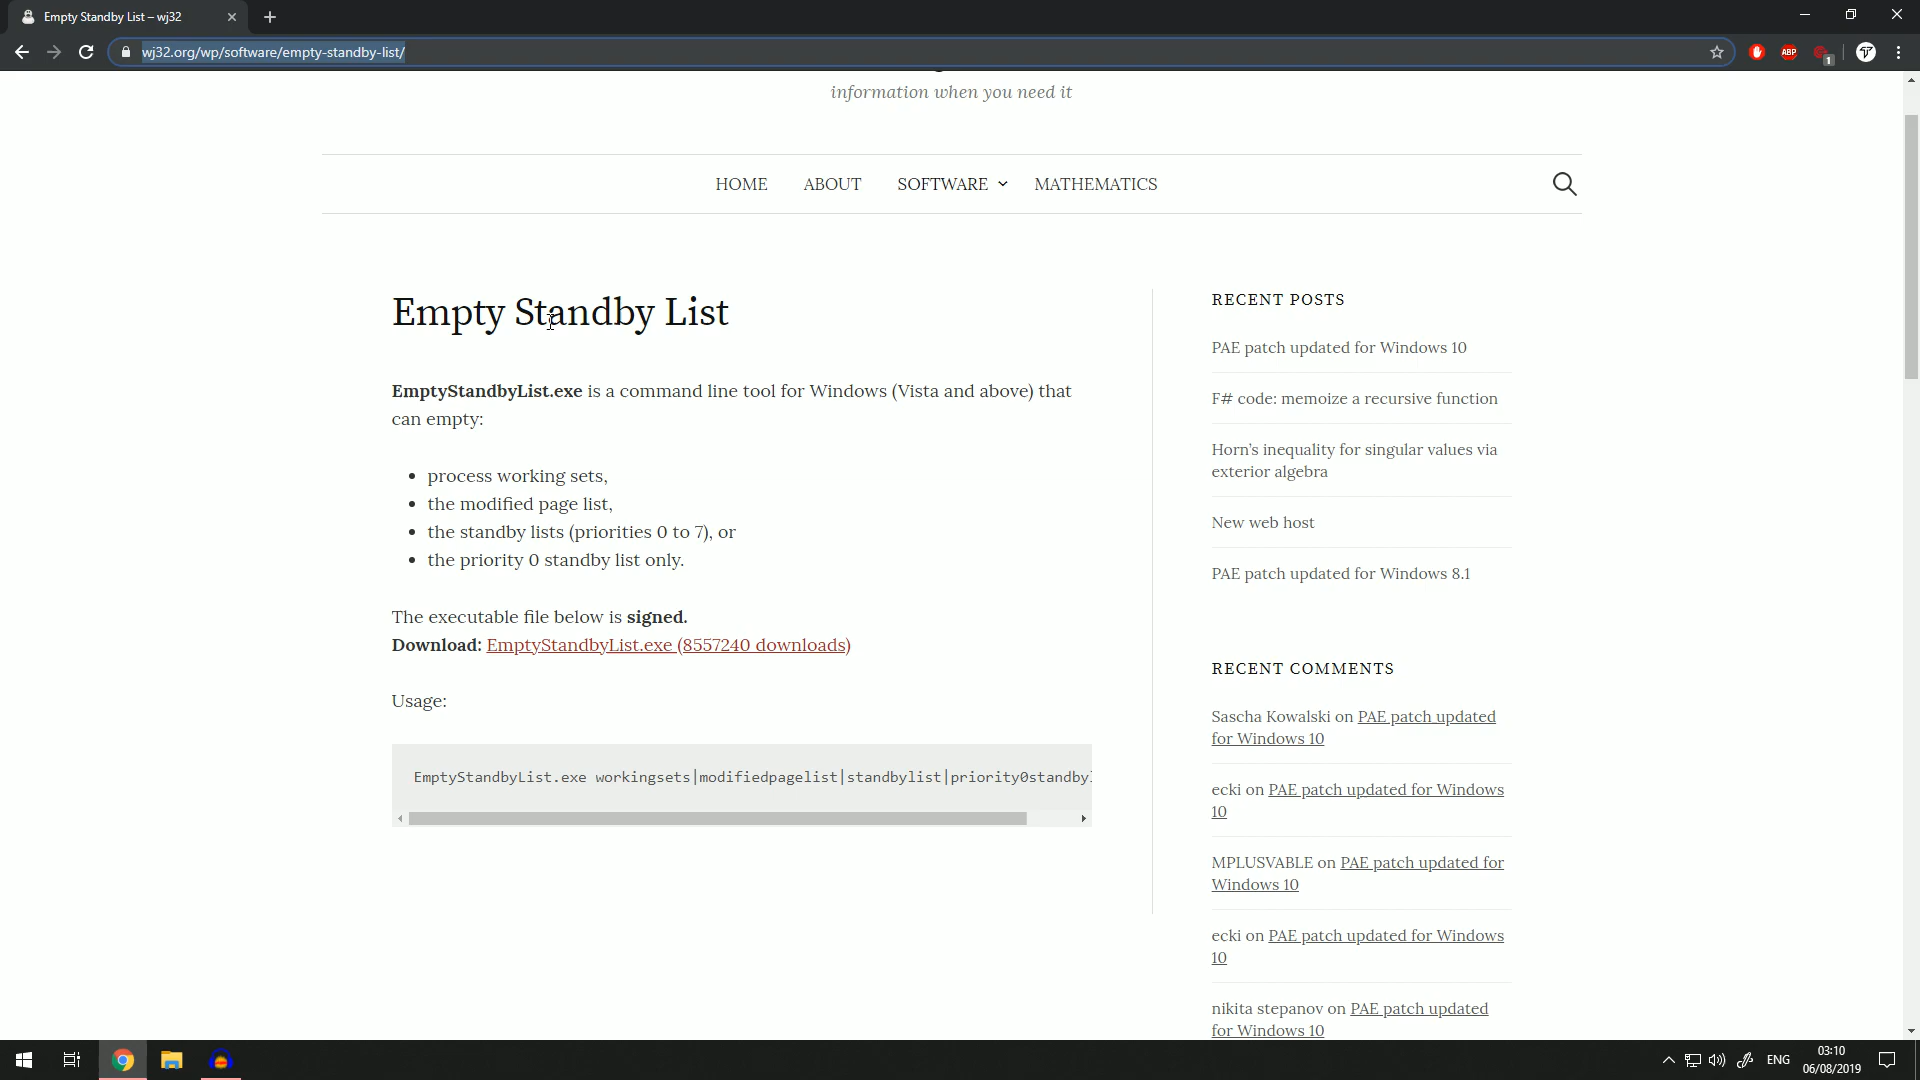 Empty Standby List – wj32
wj32.org/wp/software/empty-standby-list/
ABP
1
information when you need it
HOME ABOUT SOFTWARE MATHEMATICS
Empty Standby List
EmptyStandbyList.exe is a command line tool for Windows (Vista and above) that
can empty:
• process working sets,
• the modified page list,
• the standby lists (priorities 0 to 7), or
• the priority 0 standby list only.
The executable file below is signed.
Download: EmptyStandbyList.exe (8557240 downloads)
Usage:
EmptyStandbyList.exe workingsets|modifiedpagelist|standbylist|priority0standby
RECENT POSTS
PAE patch updated for Windows 10
F# code: memoize a recursive function
Horn's inequality for singular values via
exterior algebra
New web host
PAE patch updated for Windows 8.1
RECENT COMMENTS
Sascha Kowalski on PAE patch updated
for Windows 10
ecki on PAE patch updated for Windows
10
MPLUSVABLE on PAE patch updated for
Windows 10
ecki on PAE patch updated for Windows
10
nikita stepanov on PAE patch updated
for Windows 10
ENG
03:10
06/08/2019